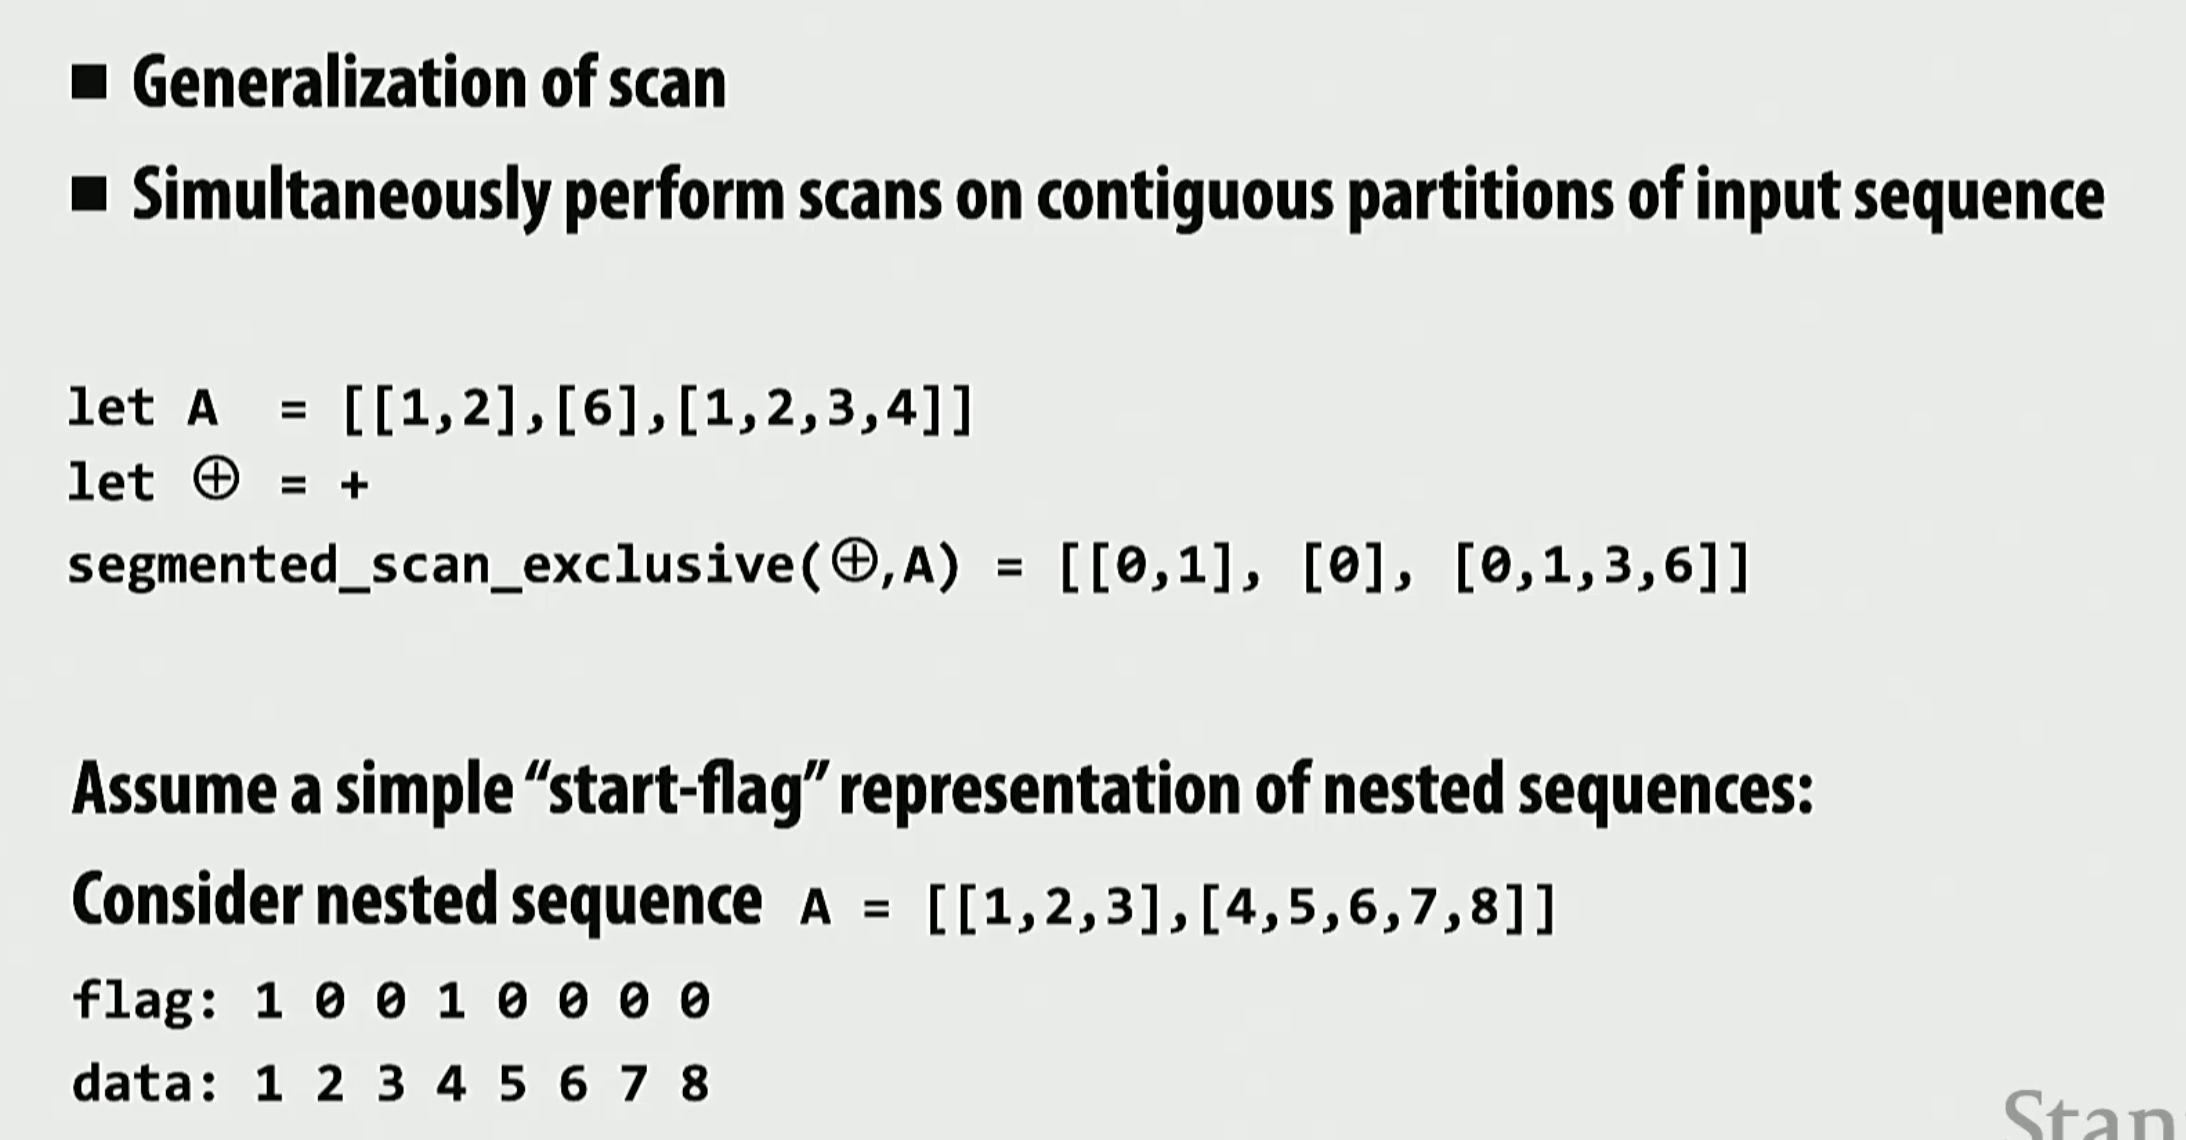 ■ Generalization of scan
■ Simultaneously perform scans on contiguous partitions of input sequence
let A  = [[1,2],[6],[1,2,3,4]]
let ⊕ = +
segmented_scan_exclusive(⊕,A) = [[0,1], [0], [0,1,3,6]]
Assume a simple “start-flag” representation of nested sequences:
Consider nested sequence A = [[1,2,3],[4,5,6,7,8]]
flag: 1 0 0 1 0 0 0 0
data: 1 2 3 4 5 6 7 8